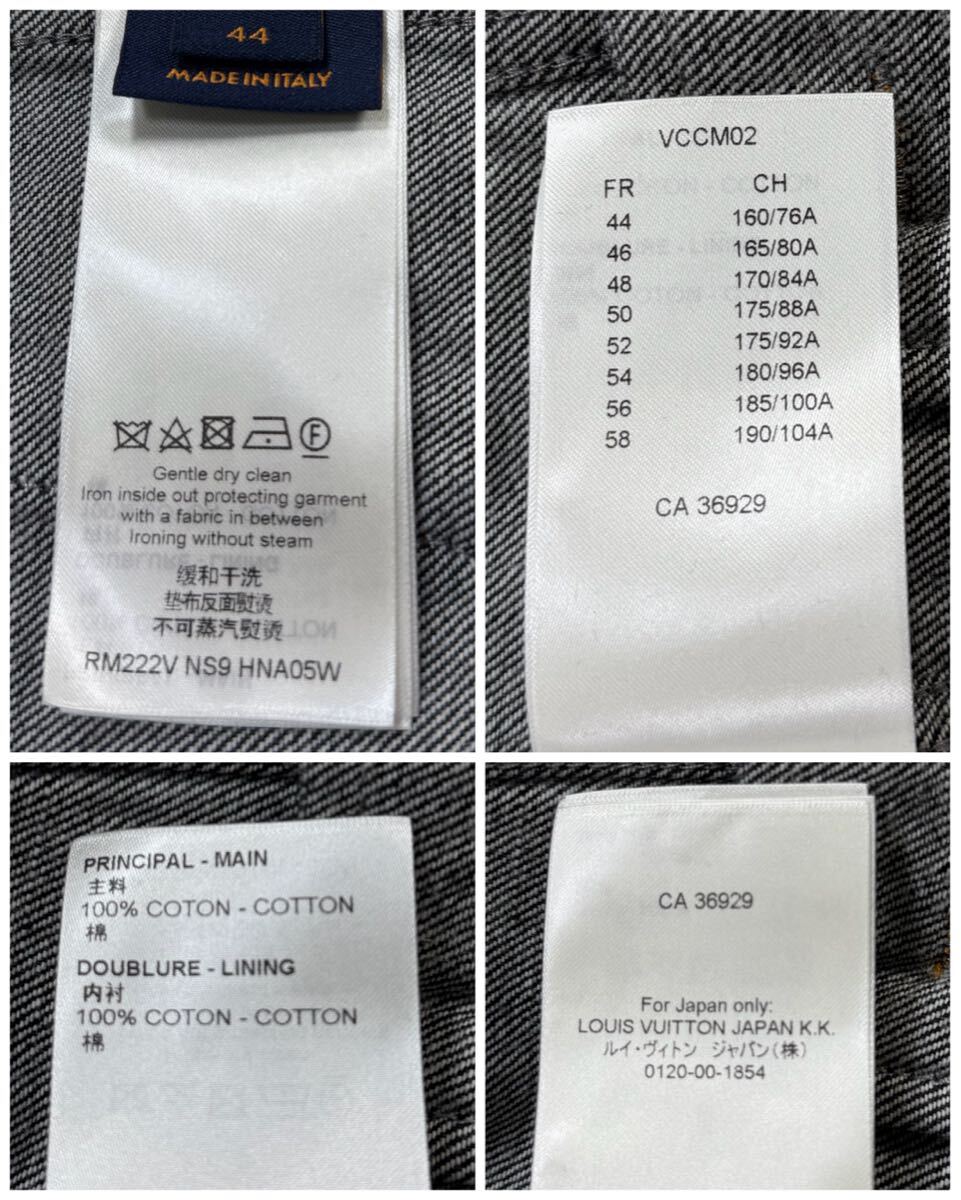 44
MADE IN ITALY
F
Gentle dry clean
Iron inside out protecting garment
with a fabric in between
Ironing without steam
缓和干洗
垫布反面熨烫
不可蒸汽熨烫
RM222V NS9 HNA05W
VCCM02
FR CH
44 160/76A
46 165/80A
48 170/84A
50 175/88A
52 175/92A
54 180/96A
56 185/100A
58 190/104A
CA 36929
PRINCIPAL - MAIN
主料
100% COTON - COTTON
棉
DOUBLURE - LINING
内衬
100% COTON - COTTON
棉
CA 36929
For Japan only:
LOUIS VUITTON JAPAN K.K.
ルイ・ヴィトン ジャパン(株)
0120-00-1854